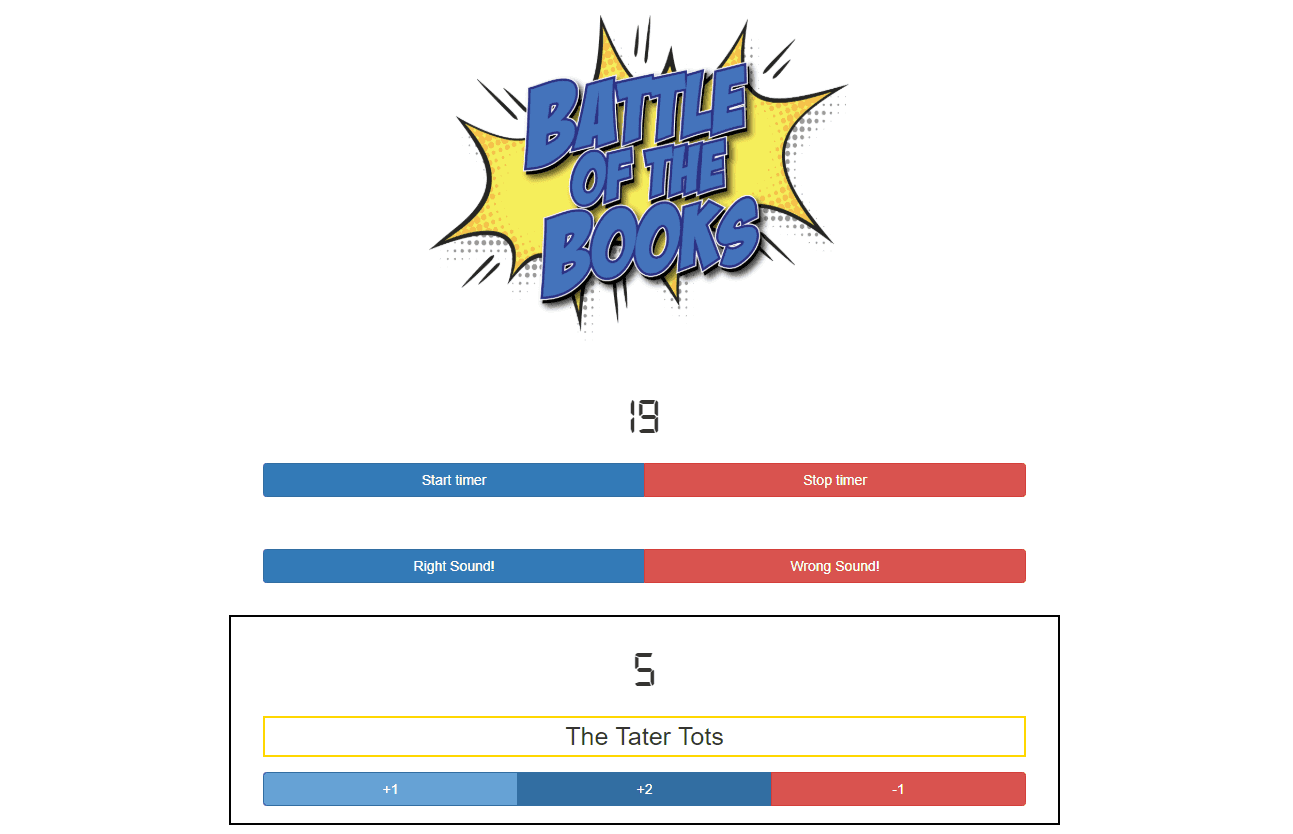 BATTLE
OF THE
BOOKS
19
Start timer Stop timer
Right Sound! Wrong Sound!
5
The Tater Tots
+1 +2 -1